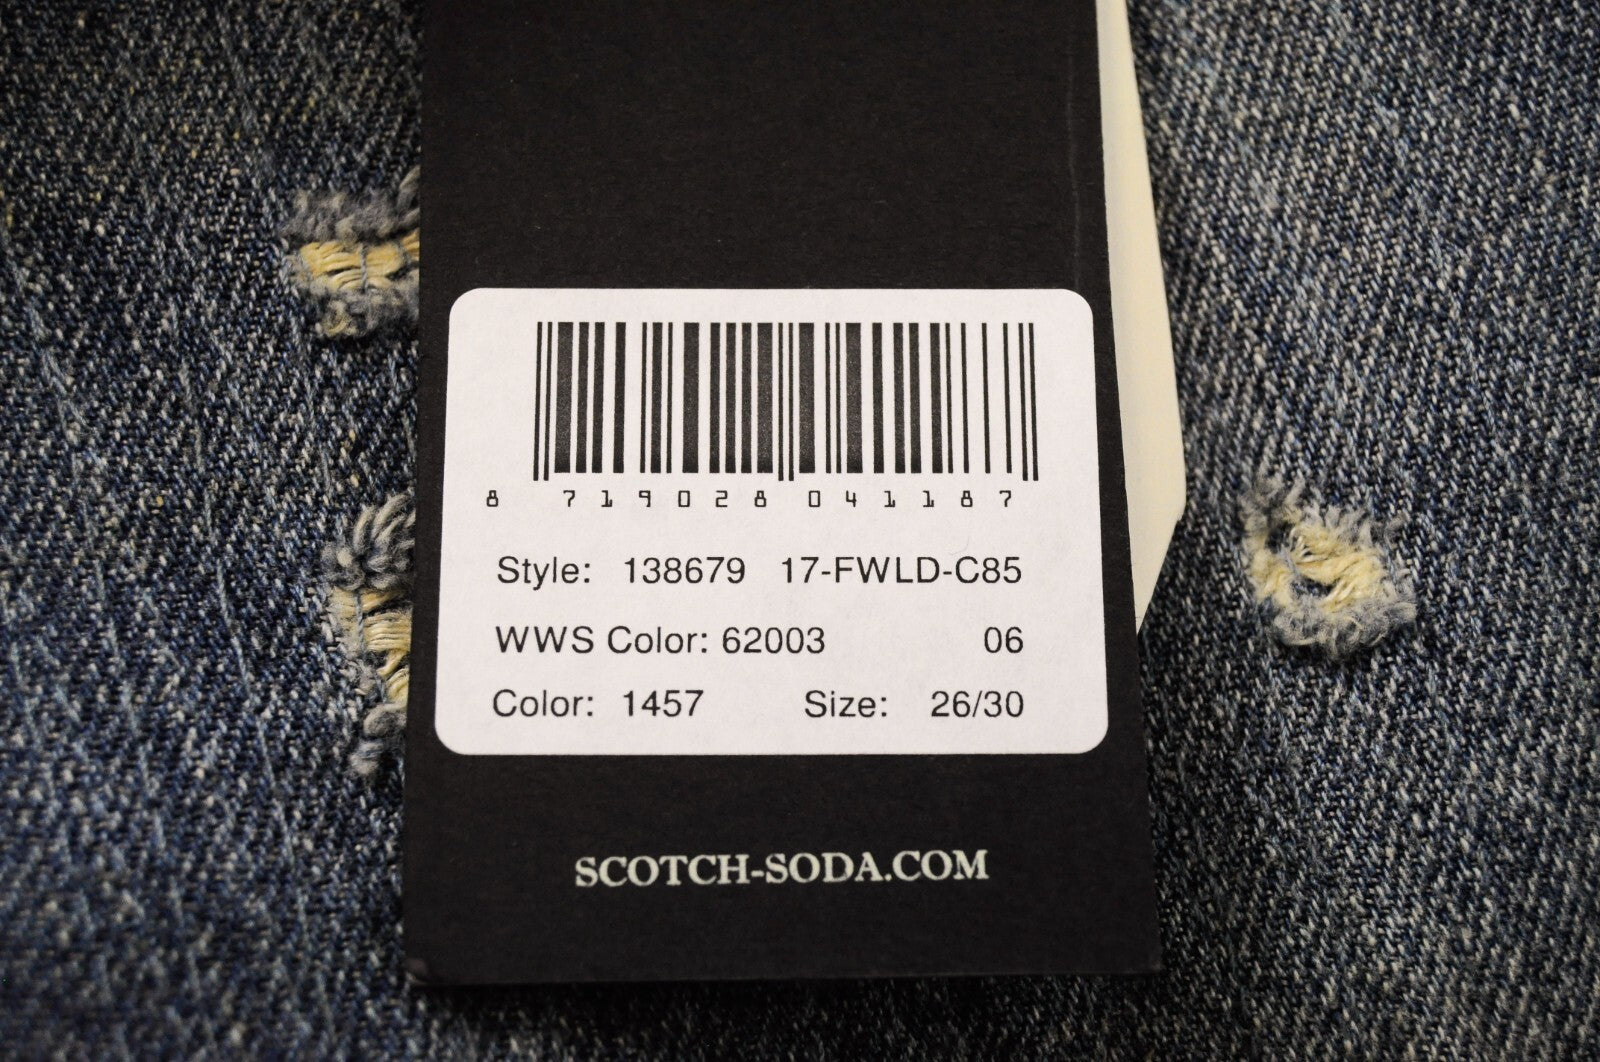 8 719028 041187
Style: 138679 17-FWLD-C85
WWS Color: 62003 06
Color: 1457 Size: 26/30
SCOTCH-SODA.COM